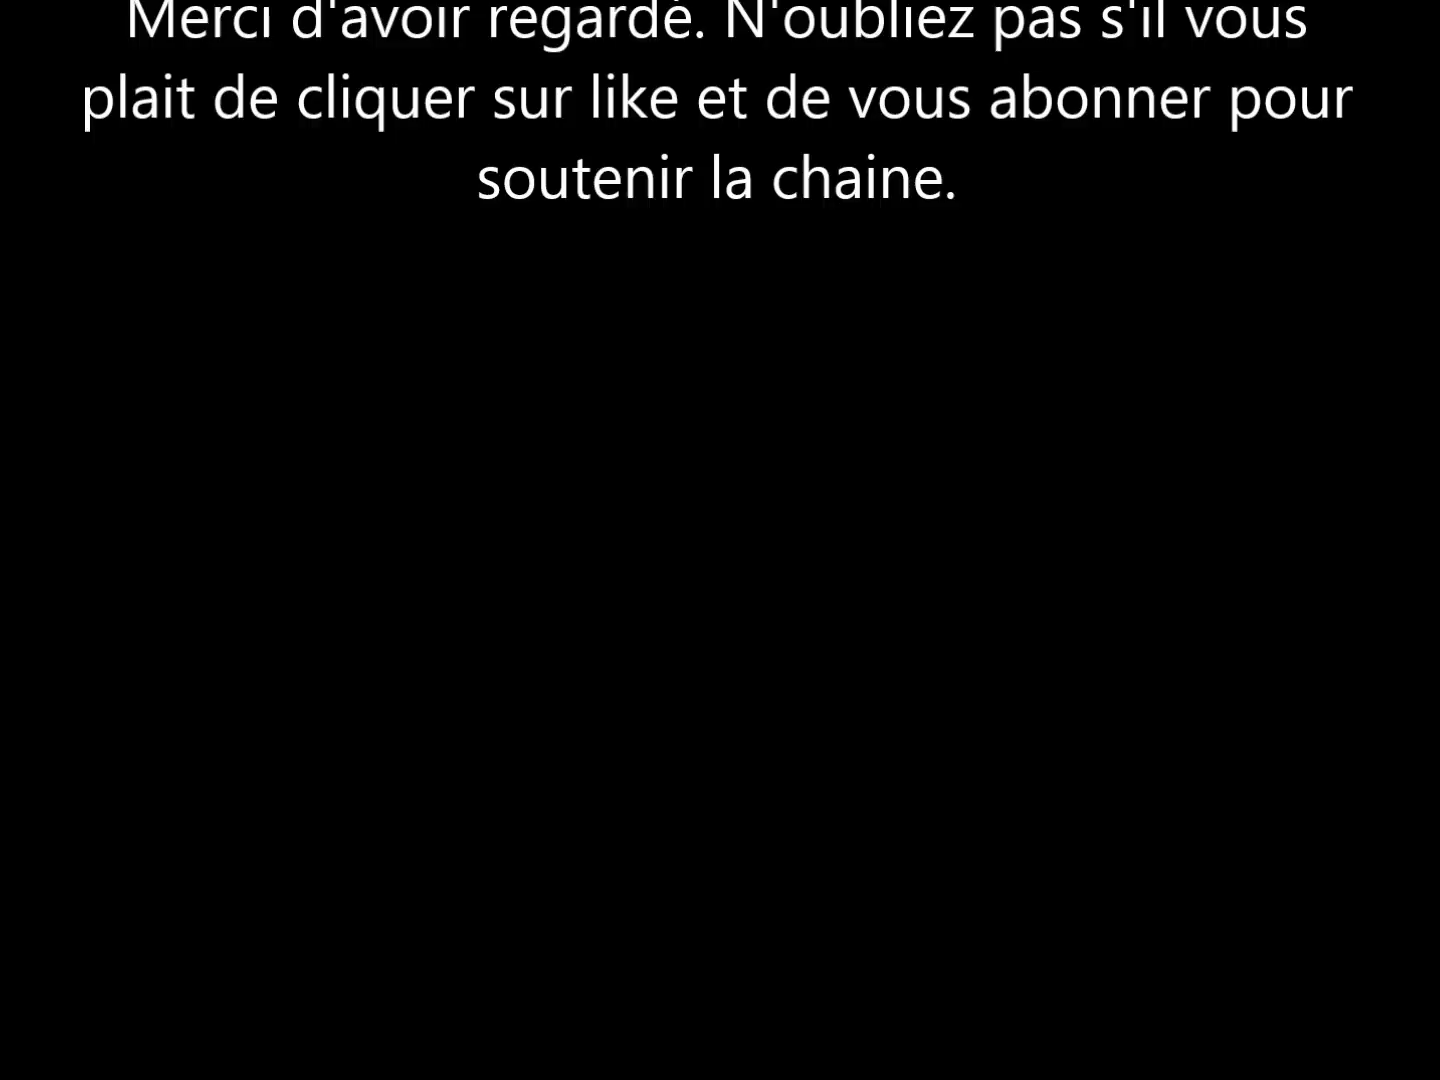 Merci d'avoir regardé. N'oubliez pas s'il vous
plait de cliquer sur like et de vous abonner pour
soutenir la chaine.